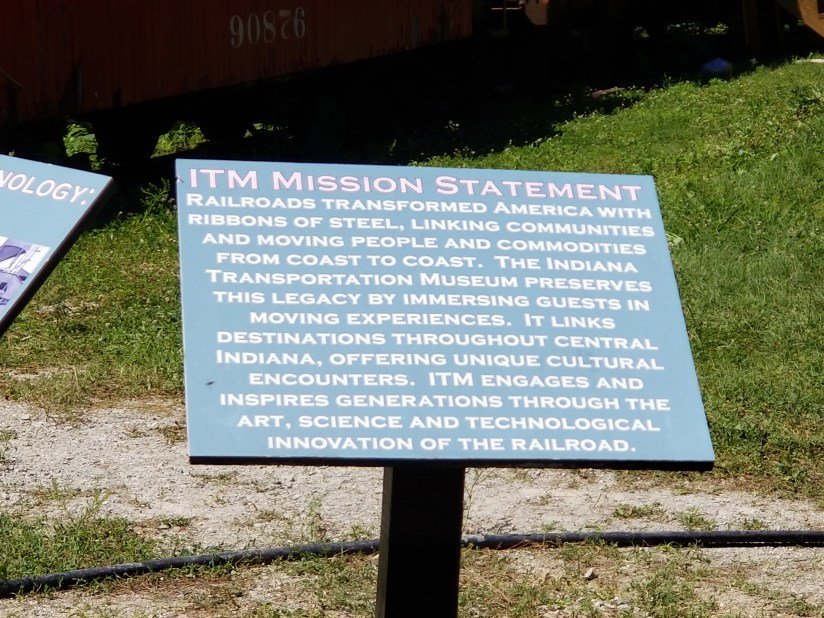 90876
NOLOGY:
ITM MISSION STATEMENT
RAILROADS TRANSFORMED AMERICA WITH
RIBBONS OF STEEL, LINKING COMMUNITIES
AND MOVING PEOPLE AND COMMODITIES
FROM COAST TO COAST. THE INDIANA
TRANSPORTATION MUSEUM PRESERVES
THIS LEGACY BY IMMERSING GUESTS IN
MOVING EXPERIENCES. IT LINKS
DESTINATIONS THROUGHOUT CENTRAL
INDIANA, OFFERING UNIQUE CULTURAL
ENCOUNTERS. ITM ENGAGES AND
INSPIRES GENERATIONS THROUGH THE
ART, SCIENCE AND TECHNOLOGICAL
INNOVATION OF THE RAILROAD.